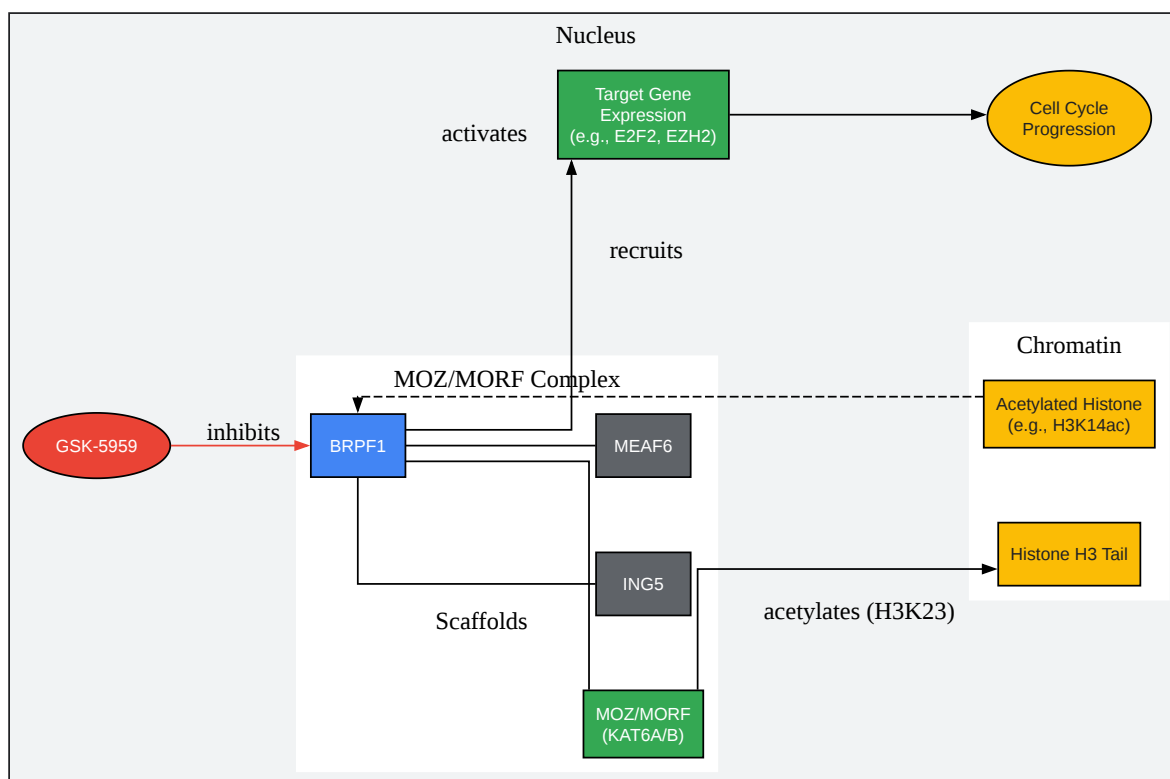 Nucleus
Target Gene
Expression
(e.g., E2F2, EZH2)
Cell Cycle
Progression
activates
recruits
Chromatin
MOZ/MORF Complex
Acetylated Histone
(e.g., H3K14ac)
GSK-5959
inhibits
BRPF1
MEAF6
Histone H3 Tail
ING5
Scaffolds
acetylates (H3K23)
MOZ/MORF
(KAT6A/B)